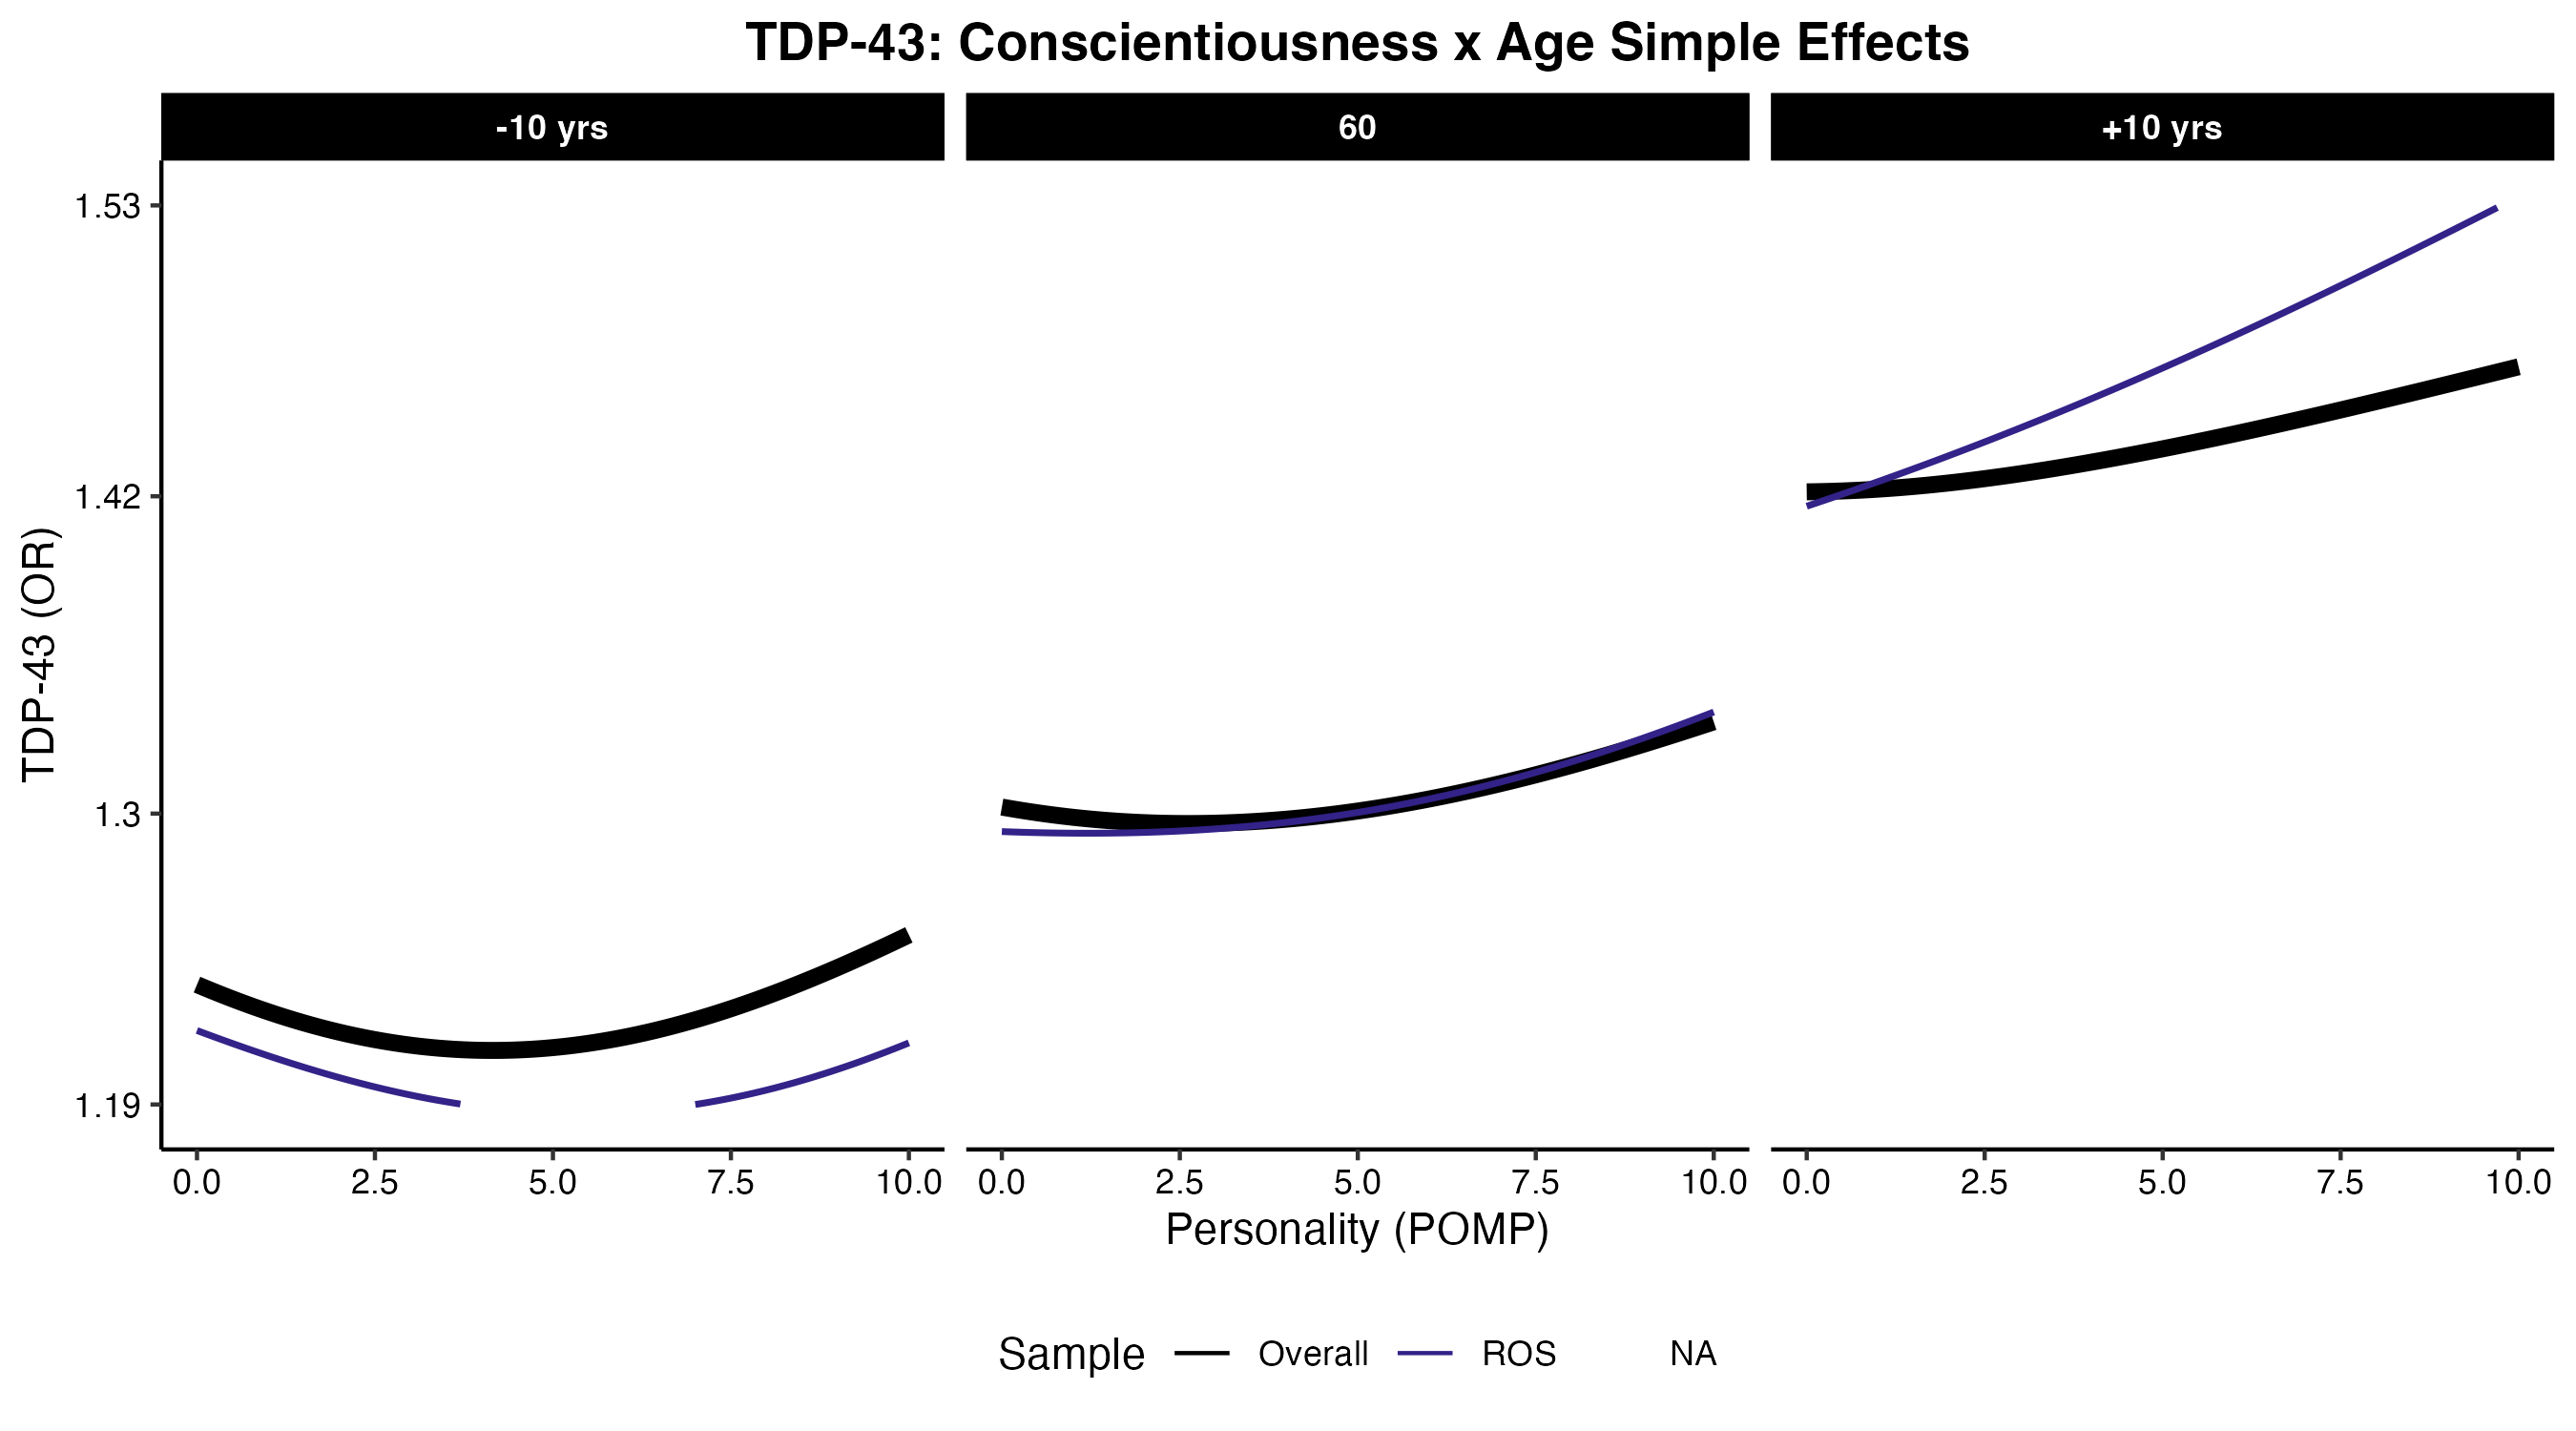 TDP-43: Conscientiousness x Age Simple Effects
-10 yrs 60 +10 yrs
TDP-43 (OR)
1.53
1.42
1.3
1.19
0.0 2.5 5.0 7.5 10.0 0.0 2.5 5.0 7.5 10.0 0.0 2.5 5.0 7.5 10.0
Personality (POMP)
Sample Overall ROS NA